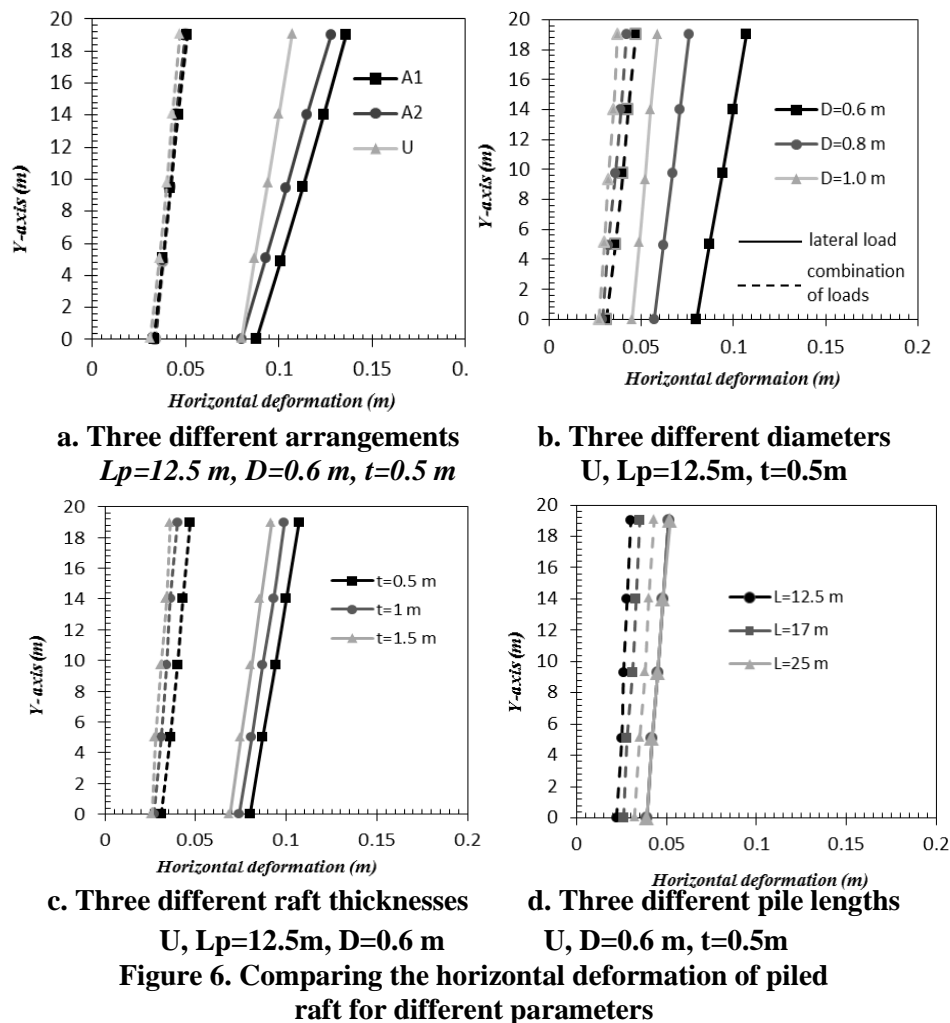 20
18
16
14
12
10
8
6
4
2
0
Y-axis (m)
0 0.05 0.1 0.15 0.
Horizontal deformation (m)
A1
A2
U
a. Three different arrangements
Lp=12.5 m, D=0.6 m, t=0.5 m
20
18
16
14
12
10
8
6
4
2
0
Y-axis (m)
0 0.05 0.1 0.15 0.2
Horizontal deformaion (m)
D=0.6 m
D=0.8 m
D=1.0 m
lateral load
combination
of loads
b. Three different diameters
U, Lp=12.5m, t=0.5m
20
18
16
14
12
10
8
6
4
2
0
Y-axis (m)
0 0.05 0.1 0.15 0.2
Horizontal deformation (m)
t=0.5 m
t=1 m
t=1.5 m
c. Three different raft thicknesses
U, Lp=12.5m, D=0.6 m
20
18
16
14
12
10
8
6
4
2
0
Y-axis (m)
0 0.05 0.1 0.15 0.2
Horizontal deformation (m)
L=12.5 m
L=17 m
L=25 m
d. Three different pile lengths
U, D=0.6 m, t=0.5m
Figure 6. Comparing the horizontal deformation of piled
raft for different parameters